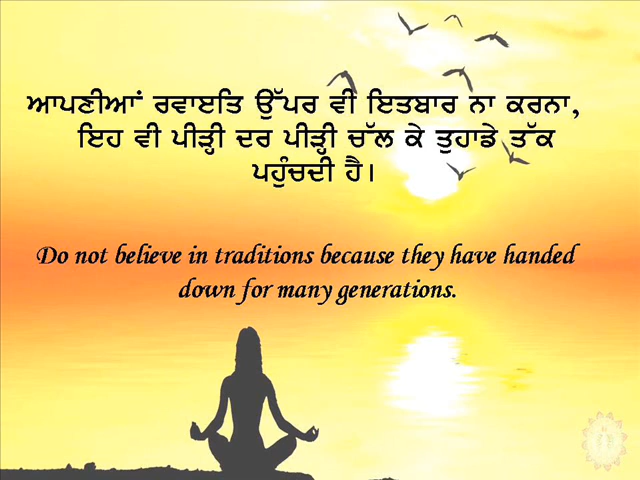 ਆਪਣੀਆਂ ਰਵਾਇਤਿ ਉੱਪਰ ਵੀ ਇਤਬਾਰ ਨਾ ਕਰਨਾ,
ਇਹ ਵੀ ਪੀੜ੍ਹੀ ਦਰ ਪੀੜ੍ਹੀ ਚੱਲ ਕੇ ਤੁਹਾਡੇ ਤੱਕ
ਪਹੁੰਚਦੀ ਹੈ।
Do not believe in traditions because they have handed
down for many generations.